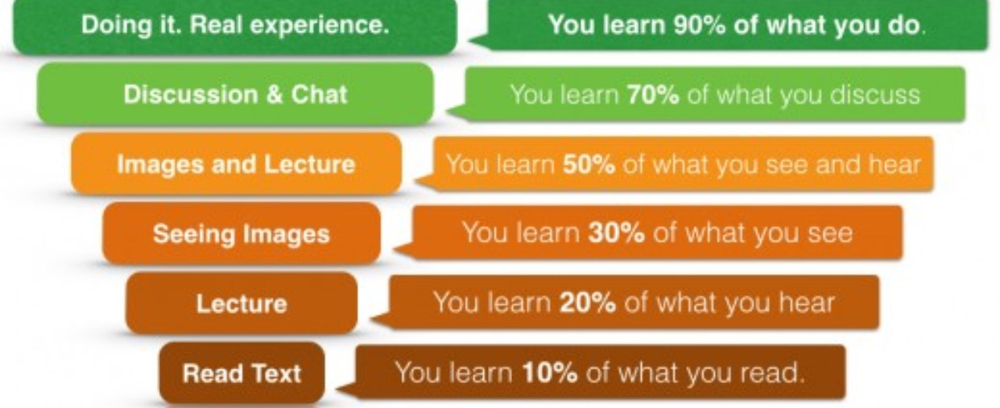 Doing it. Real experience.
You learn 90% of what you do.
Discussion & Chat
You learn 70% of what you discuss
Images and Lecture
You learn 50% of what you see and hear
Seeing Images
You learn 30% of what you see
Lecture
You learn 20% of what you hear
Read Text
You learn 10% of what you read.